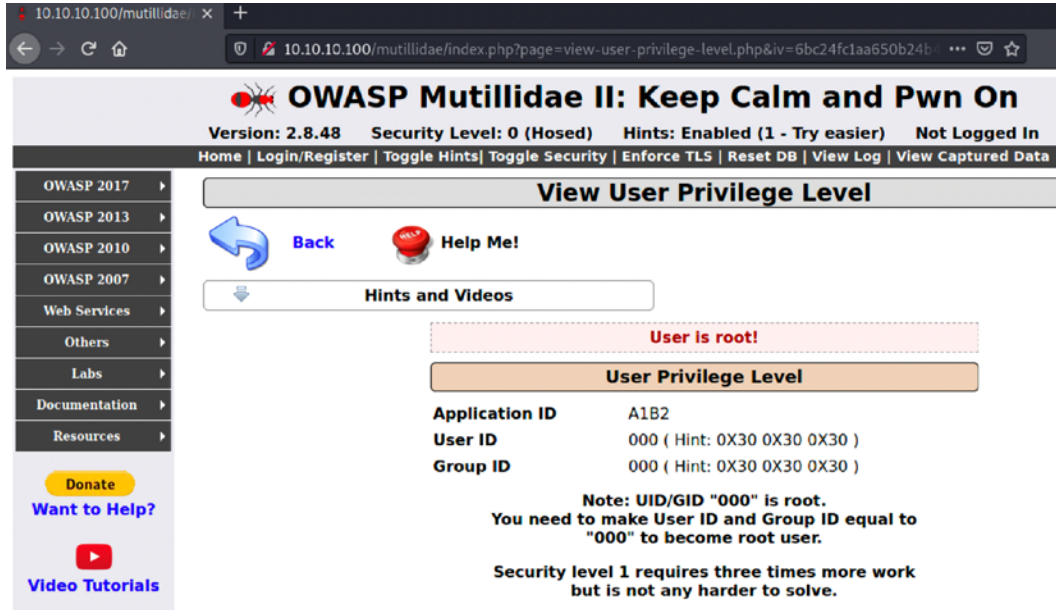 10.10.10.100/mutillidae/
10.10.10.100/mutillidae/index.php?page=view-user-privilege-level.php&iv=6bc24fc1aa650b24b4
OWASP Mutillidae II: Keep Calm and Pwn On
Version: 2.8.48 Security Level: 0 (Hosed) Hints: Enabled (1 - Try easier) Not Logged In
Home | Login/Register | Toggle Hints| Toggle Security | Enforce TLS | Reset DB | View Log | View Captured Data
OWASP 2017
OWASP 2013
OWASP 2010
OWASP 2007
Web Services
Others
Labs
Documentation
Resources
Donate
Want to Help?
Video Tutorials
View User Privilege Level
Back
HELP
Help Me!
Hints and Videos
User is root!
User Privilege Level
Application ID A1B2
User ID 000 ( Hint: 0X30 0X30 0X30 )
Group ID 000 ( Hint: 0X30 0X30 0X30 )
Note: UID/GID "000" is root.
You need to make User ID and Group ID equal to
"000" to become root user.
Security level 1 requires three times more work
but is not any harder to solve.